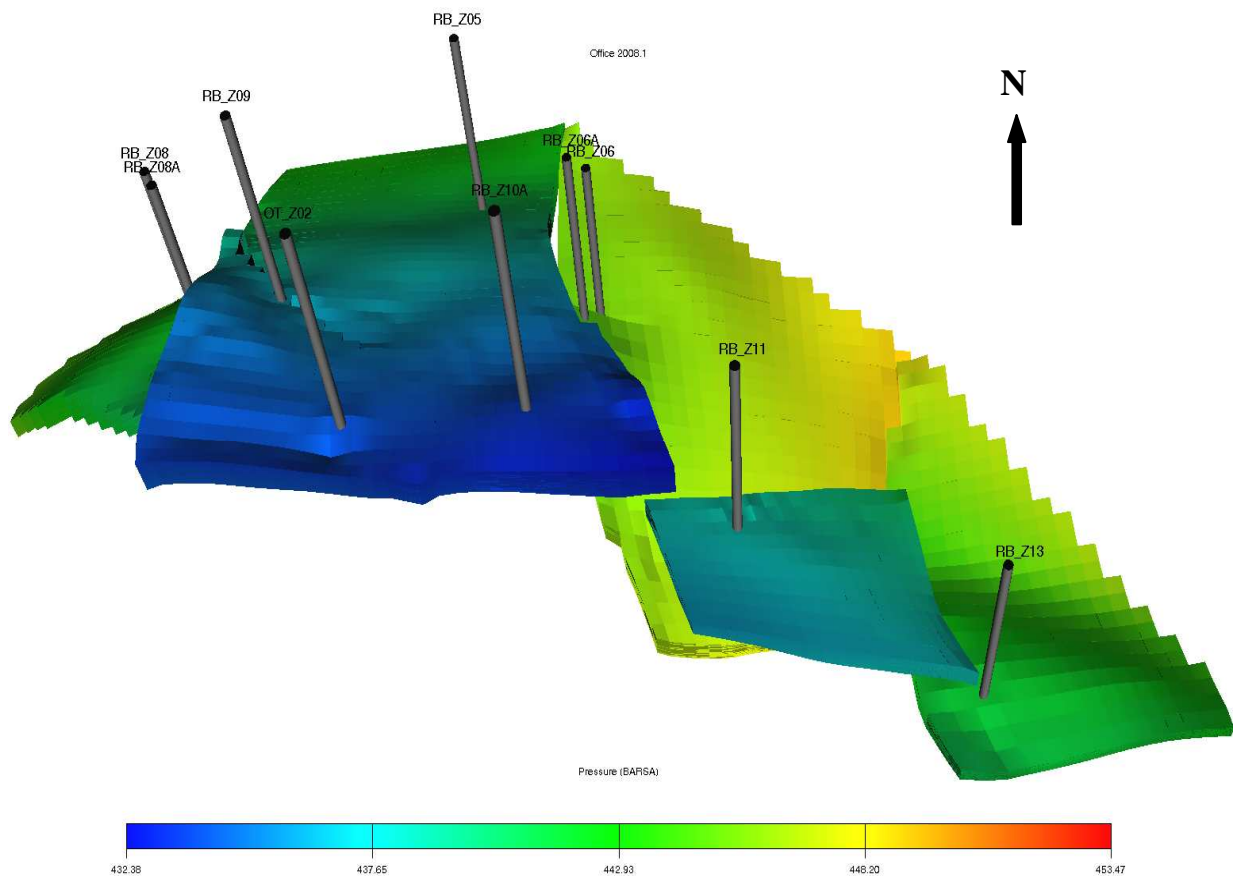 RB_Z05
Office 2008.1
N
RB_Z09
RB_Z06A
RB_Z06
RB_Z08
RB_Z08A
RB_Z10A
OT_Z02
RB_Z11
RB_Z13
Pressure (BARSA)
432.38 437.65 442.93 448.20 453.47